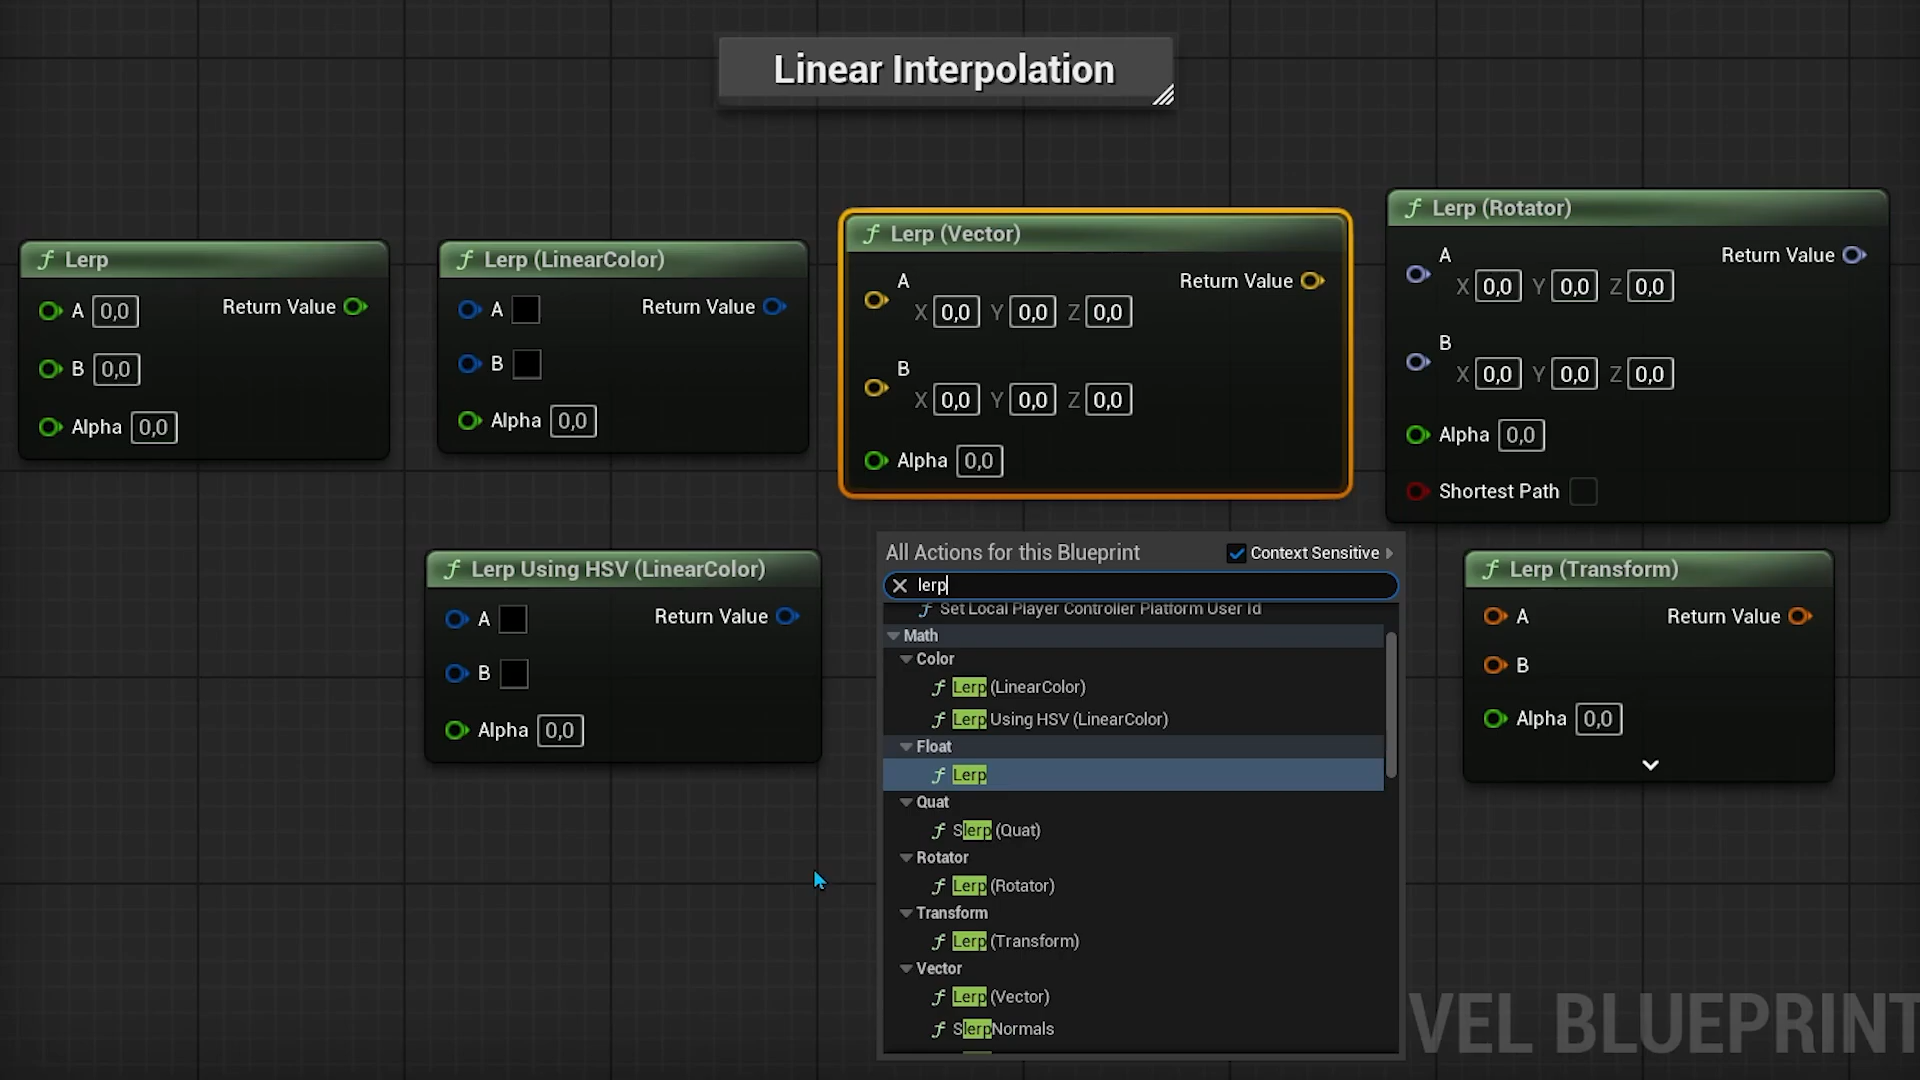 Linear Interpolation
f Lerp
A 0,0 Return Value
B 0,0
Alpha 0,0
f Lerp (LinearColor)
A Return Value
B
Alpha 0,0
f Lerp (Vector)
A Return Value
X 0,0 Y 0,0 Z 0,0
B
X 0,0 Y 0,0 Z 0,0
Alpha 0,0
f Lerp (Rotator)
A Return Value
X 0,0 Y 0,0 Z 0,0
B
X 0,0 Y 0,0 Z 0,0
Alpha 0,0
Shortest Path
f Lerp Using HSV (LinearColor)
A Return Value
B
Alpha 0,0
All Actions for this Blueprint Context Sensitive
lerp
f Set Local Player Controller Platform User Id
Math
Color
f Lerp (LinearColor)
f Lerp Using HSV (LinearColor)
Float
f Lerp
Quat
f Slerp (Quat)
Rotator
f Lerp (Rotator)
Transform
f Lerp (Transform)
Vector
f Lerp (Vector)
f SlerpNormals
f Lerp (Transform)
A Return Value
B
Alpha 0,0
VEL BLUEPRINT